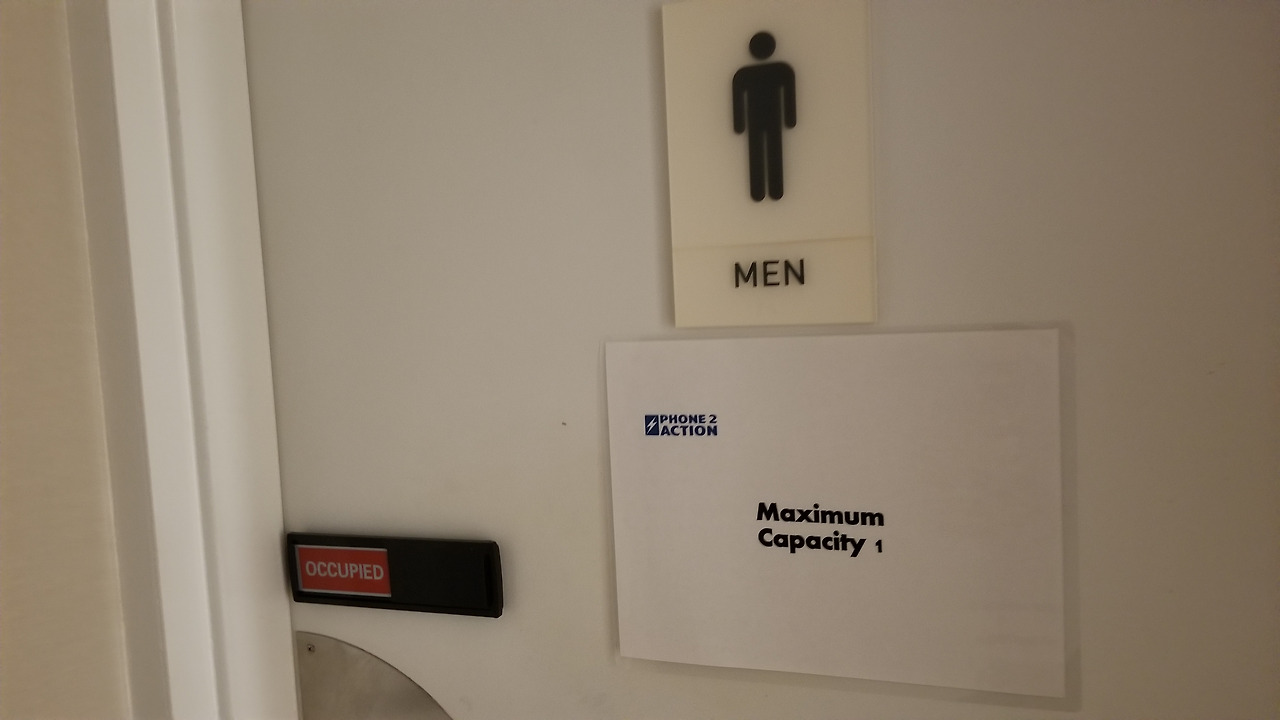 MEN
PHONE 2
ACTION
Maximum
Capacity 1
OCCUPIED